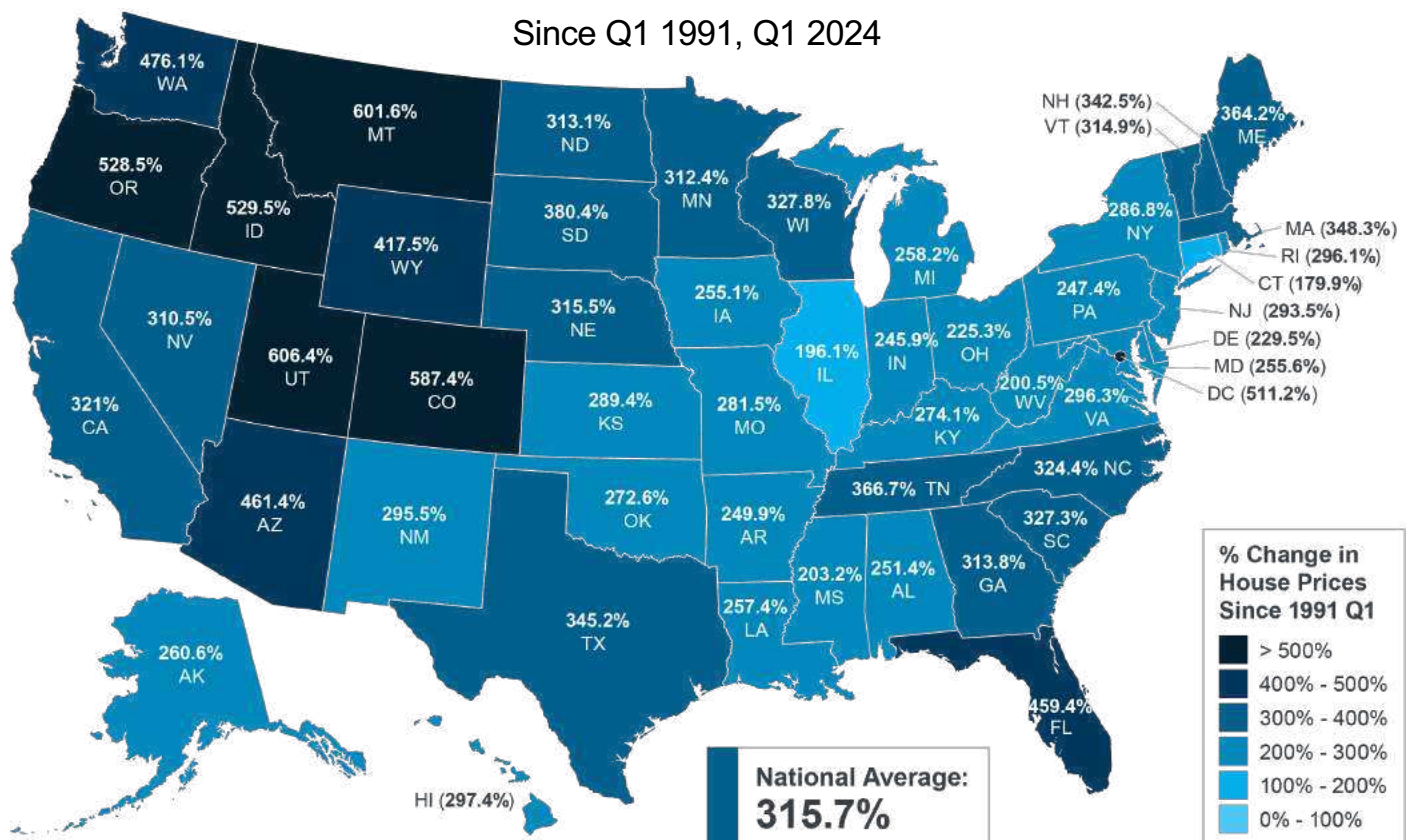 Since Q1 1991, Q1 2024
476.1%
WA
601.6%
MT
313.1%
ND
NH (342.5%)
VT (314.9%)
364.2%
ME
528.5%
OR
529.5%
ID
417.5%
WY
380.4%
SD
312.4%
MN
327.8%
WI
258.2%
MI
286.8%
NY
MA (348.3%)
RI (296.1%)
CT (179.9%)
NJ (293.5%)
DE (229.5%)
MD (255.6%)
DC (511.2%)
310.5%
NV
606.4%
UT
587.4%
CO
315.5%
NE
255.1%
IA
196.1%
IL
245.9%
IN
225.3%
OH
247.4%
PA
321%
CA
289.4%
KS
281.5%
MO
274.1%
KY
200.5%
WV
296.3%
VA
461.4%
AZ
295.5%
NM
272.6%
OK
249.9%
AR
366.7% TN
324.4% NC
327.3%
SC
345.2%
TX
257.4%
LA
203.2%
MS
251.4%
AL
313.8%
GA
459.4%
FL
260.6%
AK
HI (297.4%)
National Average:
315.7%
% Change in
House Prices
Since 1991 Q1
> 500%
400% - 500%
300% - 400%
200% - 300%
100% - 200%
0% - 100%